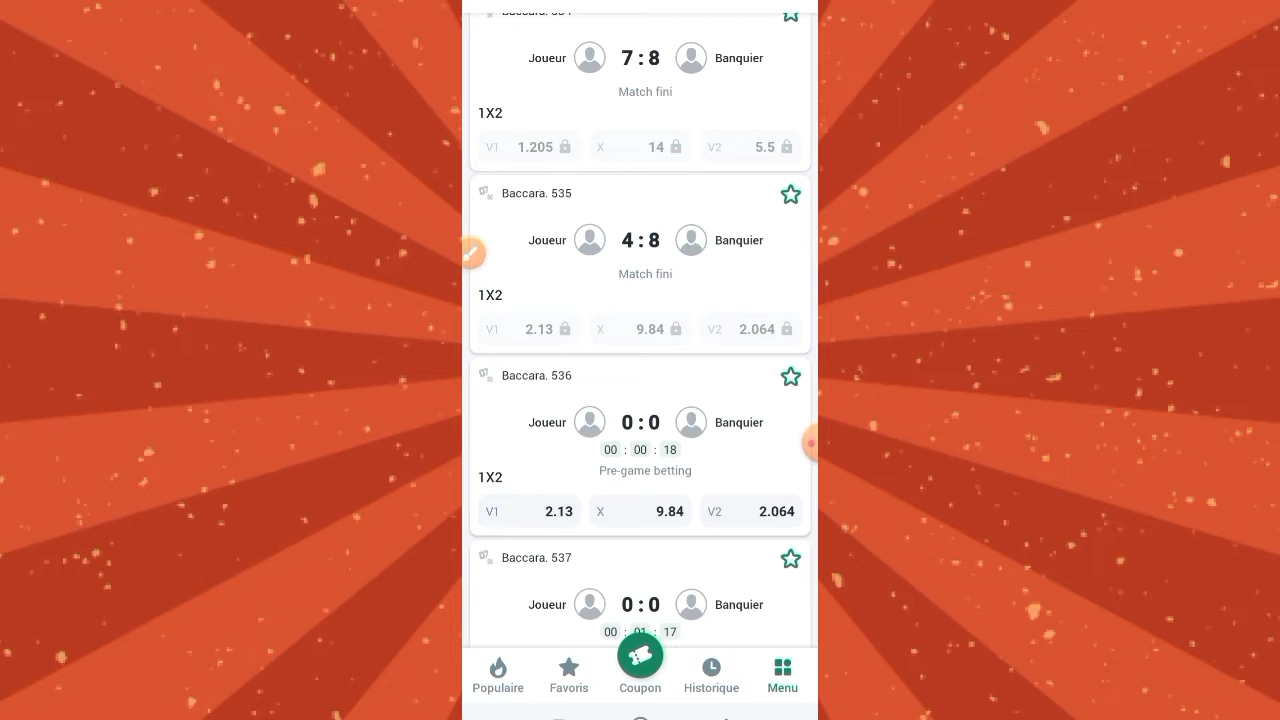 Joueur 7 : 8 Banquier
Match fini
1X2
V1 1.205 X 14 V2 5.5
Baccara. 535
Joueur 4 : 8 Banquier
Match fini
1X2
V1 2.13 X 9.84 V2 2.064
Baccara. 536
Joueur 0 : 0 Banquier
00 : 00 : 18
Pre-game betting
1X2
V1 2.13 X 9.84 V2 2.064
Baccara. 537
Joueur 0 : 0 Banquier
00 : 01 : 17
Populaire Favoris Coupon Historique Menu